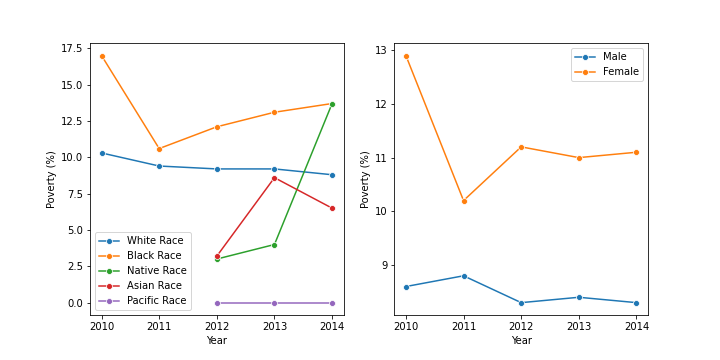 17.5
15.0
12.5
10.0
7.5
5.0
2.5
0.0
Poverty (%)
White Race
Black Race
Native Race
Asian Race
Pacific Race
2010 2011 2012 2013 2014
Year
13
12
11
10
9
Poverty (%)
Male
Female
2010 2011 2012 2013 2014
Year